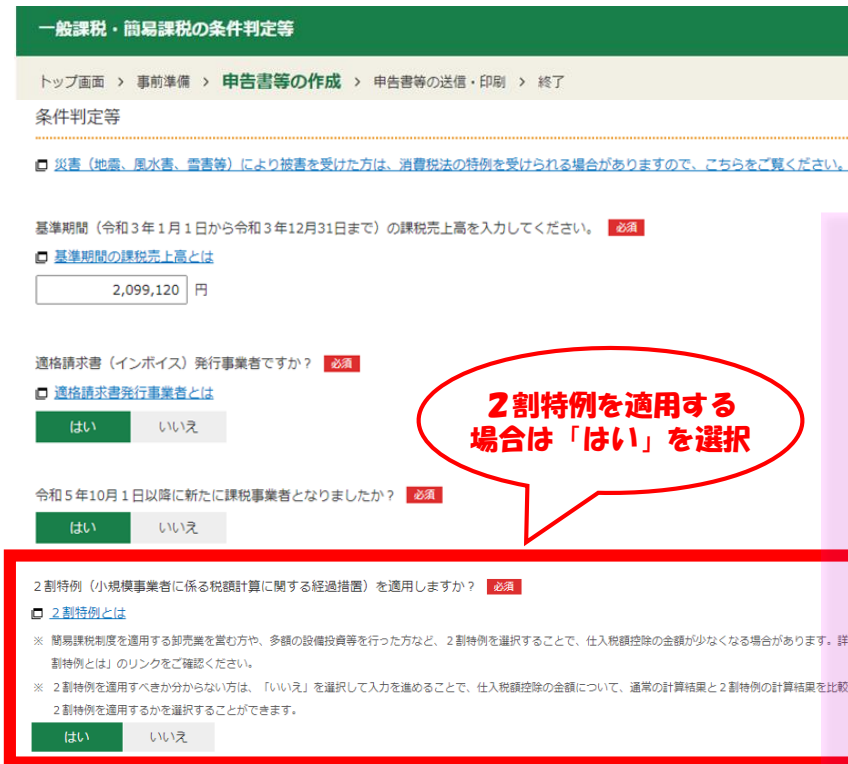 一般課税・簡易課税の条件判定等
トップ画面 > 事前準備 > 申告書等の作成 > 申告書等の送信・印刷 > 終了
条件判定等
災害（地震、風水害、雪害等）により被害を受けた方は、消費税法の特例を受けられる場合がありますので、こちらをご覧ください。
基準期間（令和３年１月１日から令和３年12月31日まで）の課税売上高を入力してください。 必須
基準期間の課税売上高とは
2,099,120 円
適格請求書（インボイス）発行事業者ですか？ 必須
適格請求書発行事業者とは
はい いいえ
２割特例を適用する
場合は「はい」を選択
令和５年10月１日以降に新たに課税事業者となりましたか？ 必須
はい いいえ
２割特例（小規模事業者に係る税額計算に関する経過措置）を適用しますか？ 必須
２割特例とは
※ 簡易課税制度を適用する卸売業を営む方や、多額の設備投資等を行った方など、２割特例を選択することで、仕入税額控除の金額が少なくなる場合があります。詳
割特例とは」のリンクをご確認ください。
※ ２割特例を適用すべきか分からない方は、「いいえ」を選択して入力を進めることで、仕入税額控除の金額について、通常の計算結果と２割特例の計算結果を比較
２割特例を適用するかを選択することができます。
はい いいえ